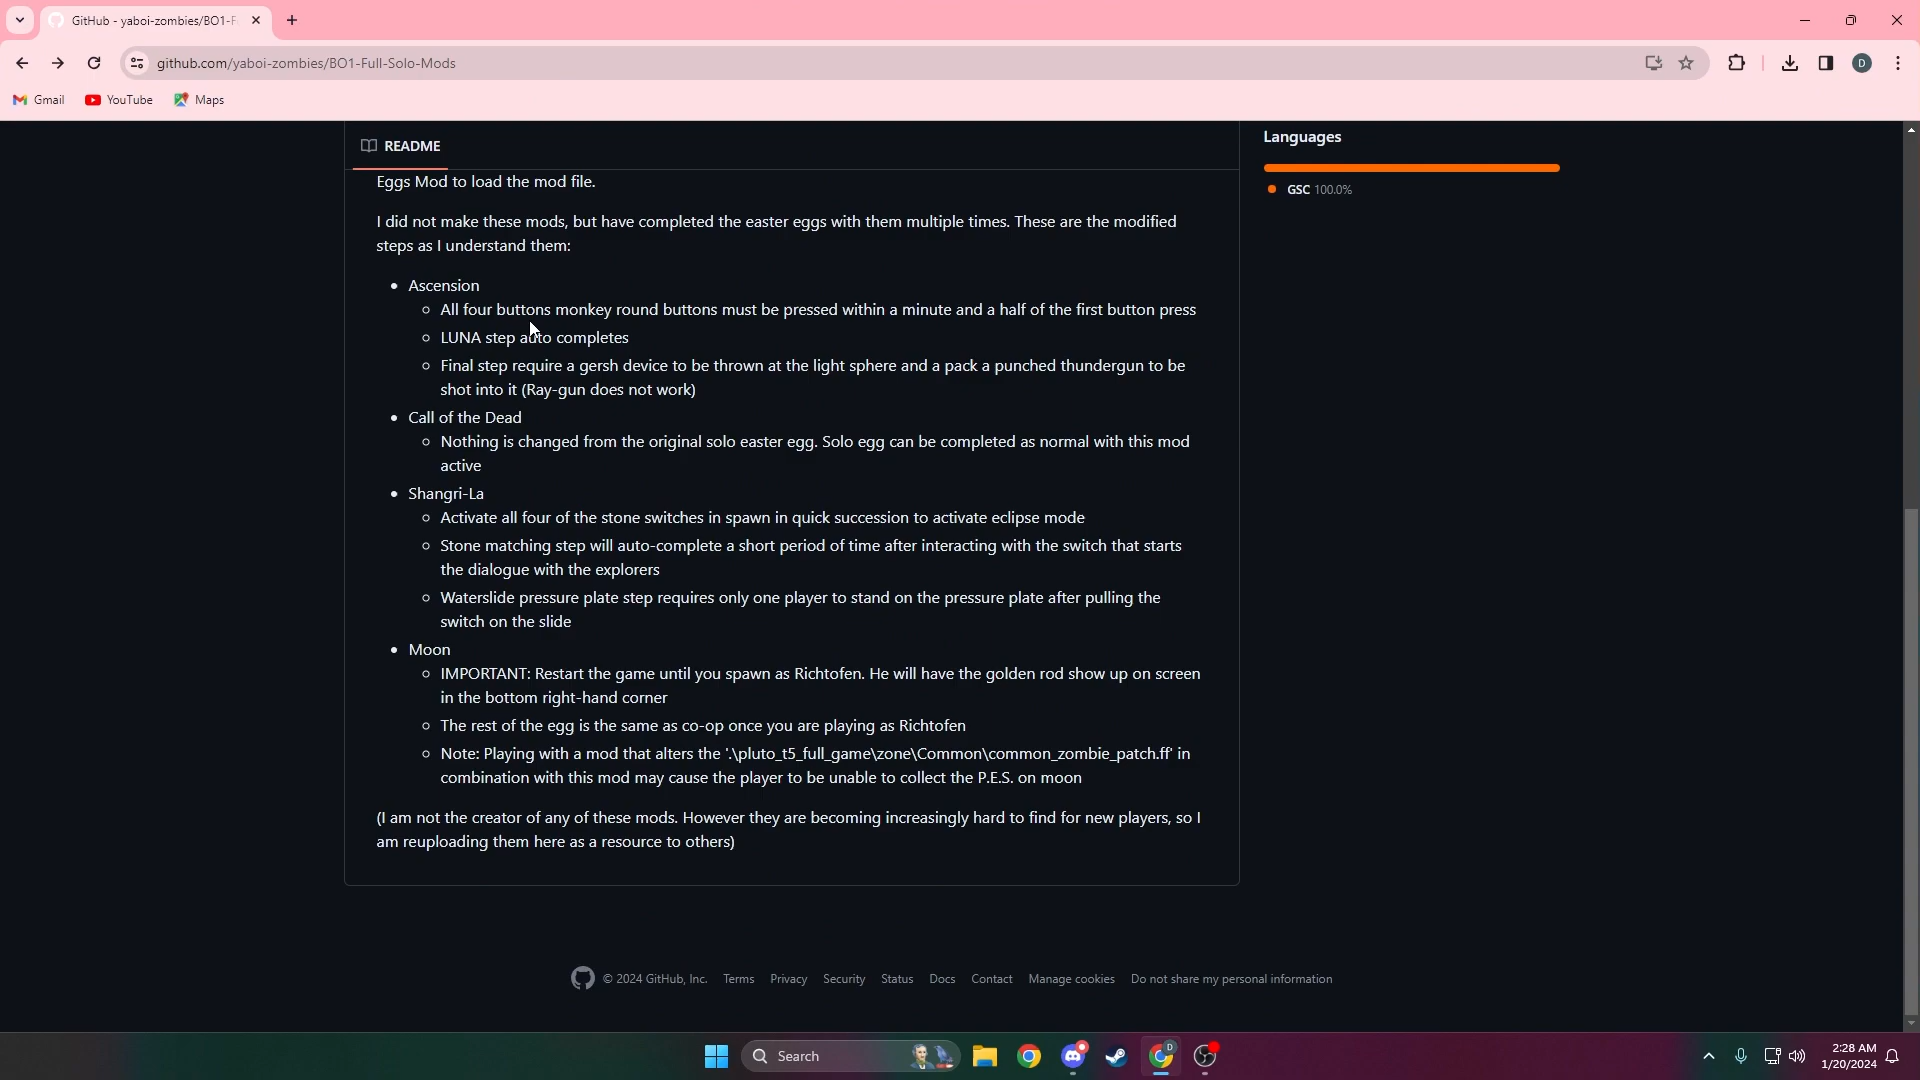 GitHub - yaboi-zombies/BO1-F
github.com/yaboi-zombies/BO1-Full-Solo-Mods
D
Gmail
YouTube
Maps
README
Languages
GSC 100.0%
Eggs Mod to load the mod file.
I did not make these mods, but have completed the easter eggs with them multiple times. These are the modified
steps as I understand them:
Ascension
All four buttons monkey round buttons must be pressed within a minute and a half of the first button press
LUNA step auto completes
Final step require a gersh device to be thrown at the light sphere and a pack a punched thundergun to be
shot into it (Ray-gun does not work)
Call of the Dead
Nothing is changed from the original solo easter egg. Solo egg can be completed as normal with this mod
active
Shangri-La
Activate all four of the stone switches in spawn in quick succession to activate eclipse mode
Stone matching step will auto-complete a short period of time after interacting with the switch that starts
the dialogue with the explorers
Waterslide pressure plate step requires only one player to stand on the pressure plate after pulling the
switch on the slide
Moon
IMPORTANT: Restart the game until you spawn as Richtofen. He will have the golden rod show up on screen
in the bottom right-hand corner
The rest of the egg is the same as co-op once you are playing as Richtofen
Note: Playing with a mod that alters the '.\pluto_t5_full_game\zone\Common\common_zombie_patch.ff' in
combination with this mod may cause the player to be unable to collect the P.E.S. on moon
(I am not the creator of any of these mods. However they are becoming increasingly hard to find for new players, so I
am reuploading them here as a resource to others)
© 2024 GitHub, Inc. Terms Privacy Security Status Docs Contact Manage cookies Do not share my personal information
Search
D
2:28 AM
1/20/2024